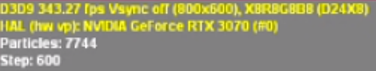 D3D9 343.27 fps Vsync off (800x600), X8R8G8B8 (D24X8)
HAL (hw vp): NVIDIA GeForce RTX 3070 (#0)
Particles: 7744
Step: 600